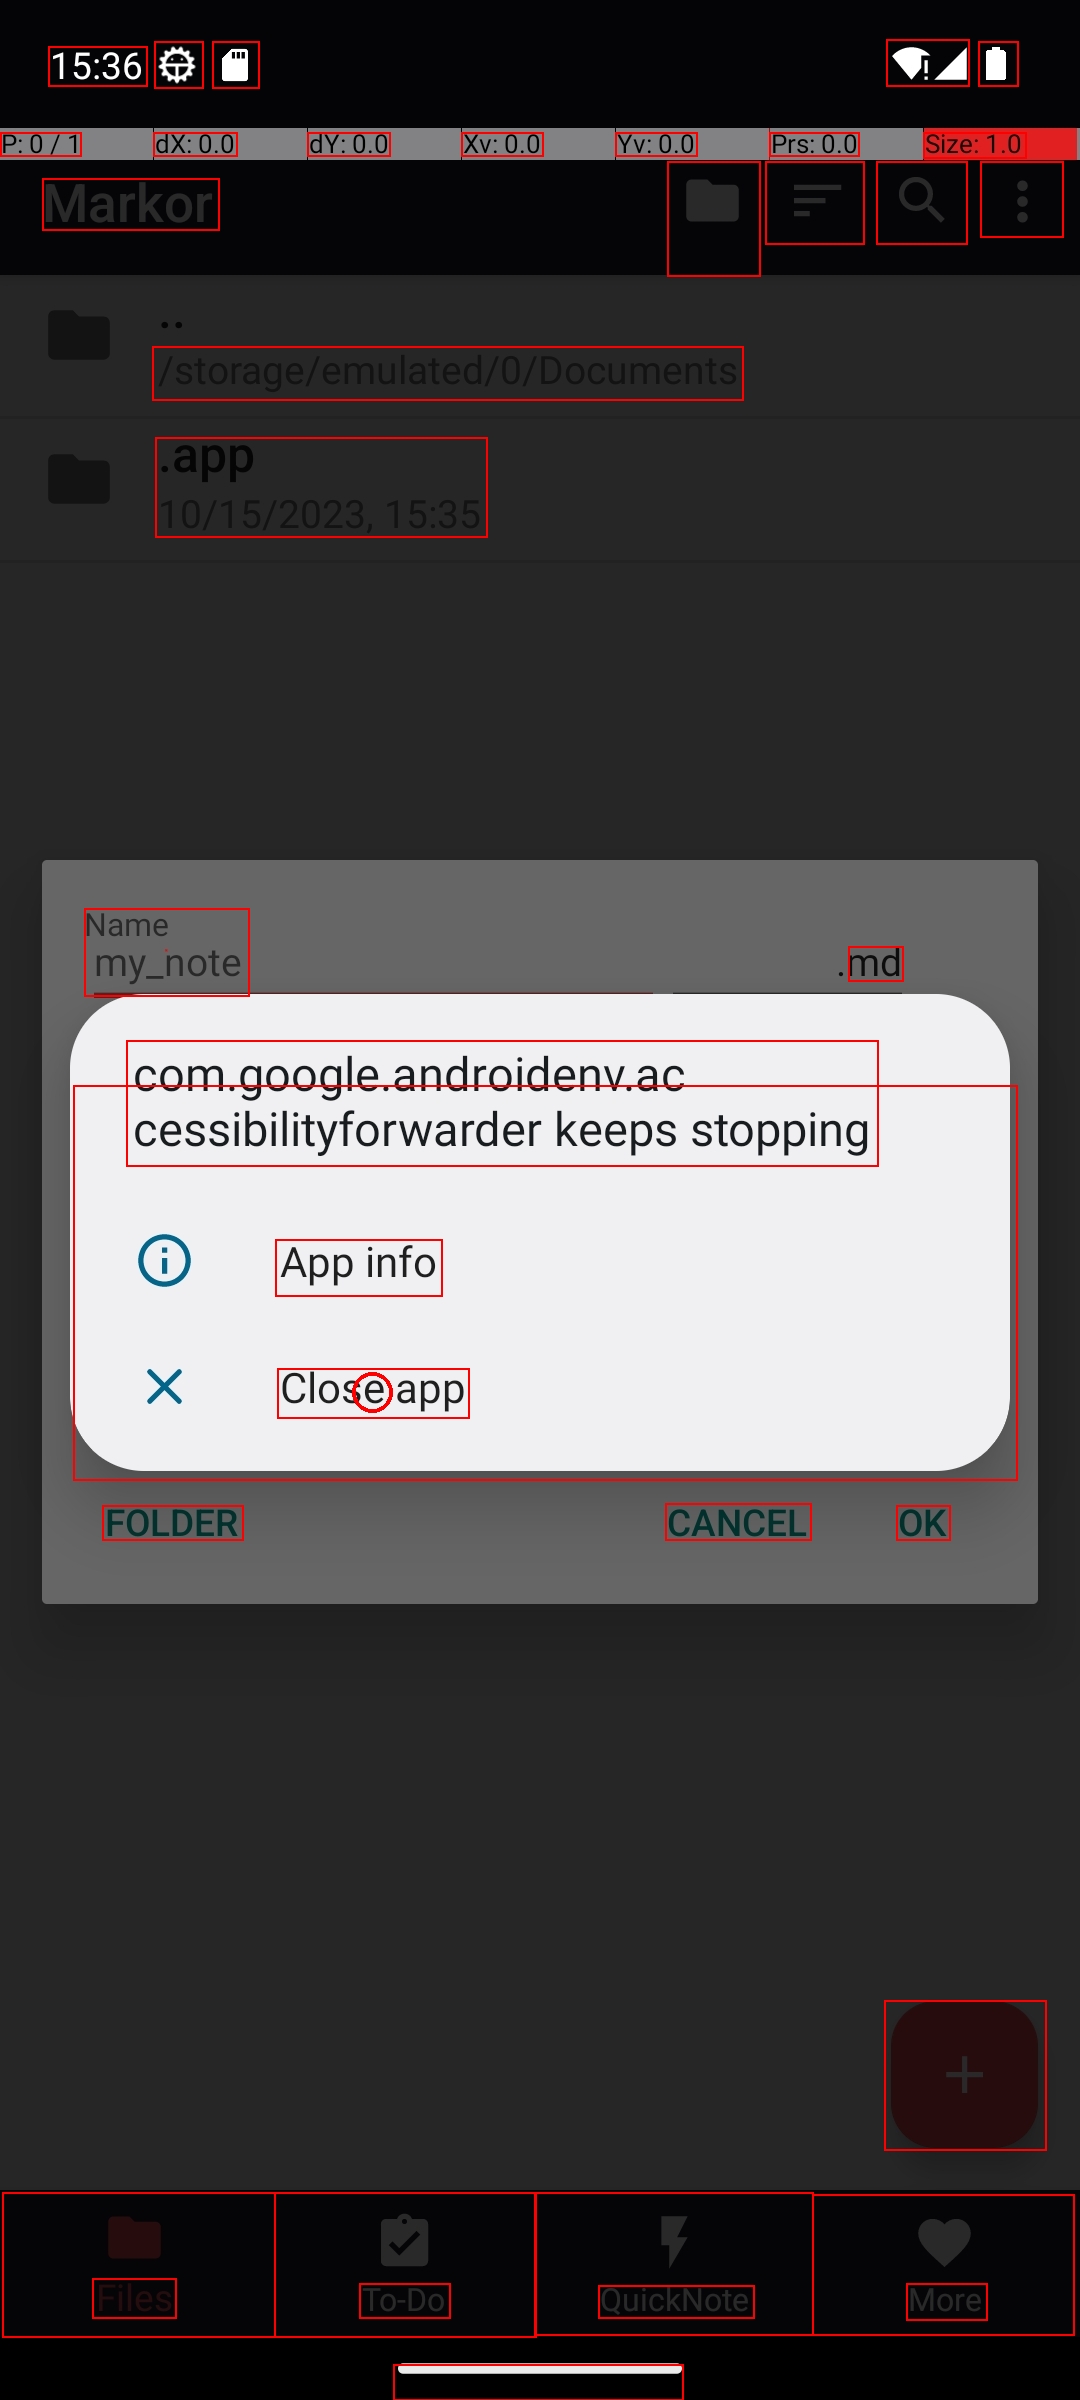 15:36
P: 0 / 1 dX: 0.0 dY: 0.0 Xv: 0.0 Yv: 0.0 Prs: 0.0 Size: 1.0
Markor
..
/storage/emulated/0/Documents
.app
10/15/2023, 15:35
Name
my_note .md
com.google.androidenv.ac
cessibilityforwarder keeps stopping
App info
Close app
FOLDER CANCEL OK
Files To-Do QuickNote More